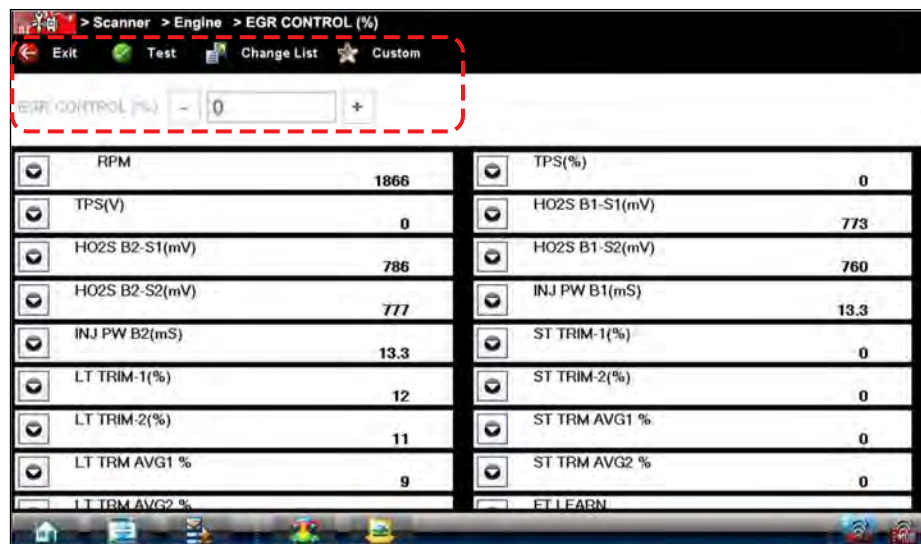 > Scanner > Engine > EGR CONTROL (%)
Exit Test Change List Custom
EGR CONTROL (%) - 0 +
RPM 1866 TPS(%) 0
TPS(V) 0 HO2S B1-S1(mV) 773
HO2S B2-S1(mV) 786 HO2S B1-S2(mV) 760
HO2S B2-S2(mV) 777 INJ PW B1(mS) 13.3
INJ PW B2(mS) 13.3 ST TRIM-1(%) 0
LT TRIM-1(%) 12 ST TRIM-2(%) 0
LT TRIM-2(%) 11 ST TRM AVG1 % 0
LT TRM AVG1 % 9 ST TRM AVG2 % 0
LT TRM AVG2 % FT LEARN